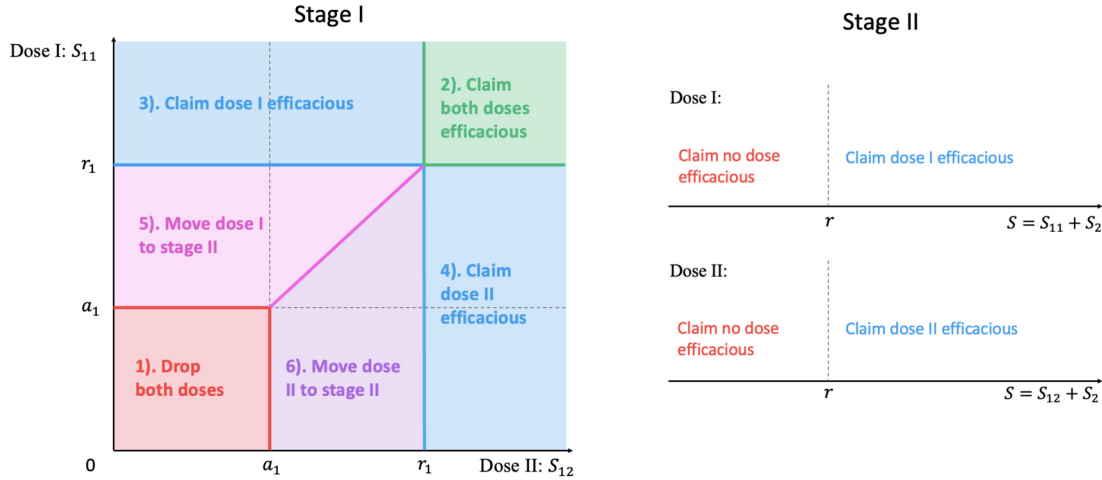 Stage I
Dose I: S₁₁
3). Claim dose I efficacious
2). Claim
both doses
efficacious
r₁
5). Move dose I
to stage II
4). Claim
dose II
efficacious
a₁
1). Drop
both doses
6). Move dose
II to stage II
0
a₁
r₁
Dose II: S₁₂
Stage II
Dose I:
Claim no dose
efficacious
Claim dose I efficacious
r
S = S₁₁ + S₂
Dose II:
Claim no dose
efficacious
Claim dose II efficacious
r
S = S₁₂ + S₂